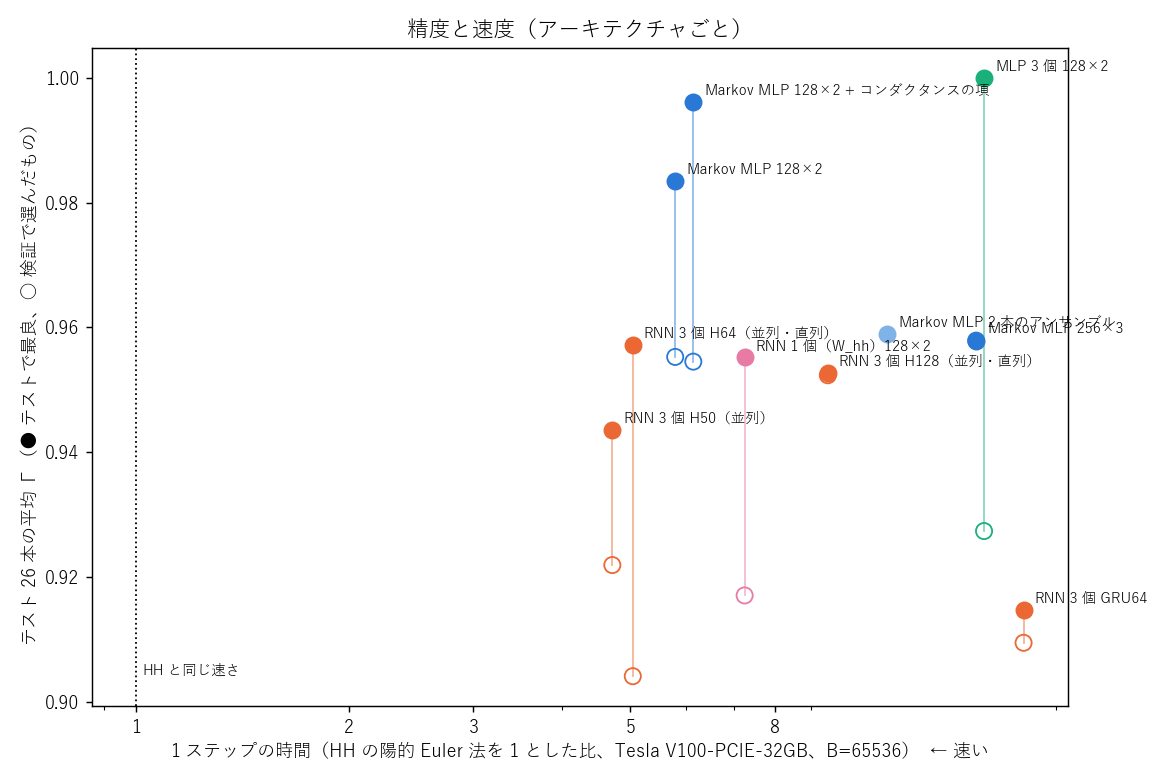 精度と速度（アーキテクチャごと）
テスト 26 本の平均 Γ （● テストで最良、○ 検証で選んだもの）
1.00
0.98
0.96
0.94
0.92
0.90
MLP 3 個 128×2
Markov MLP 128×2 + コンダクタンスの項
Markov MLP 128×2
Markov MLP 2 本のアンサンブル
Markov MLP 256×3
RNN 3 個 H64（並列・直列）
RNN 1 個（W_hh）128×2
RNN 3 個 H128（並列・直列）
RNN 3 個 H50（並列）
RNN 3 個 GRU64
HH と同じ速さ
1
2
3
5
8
1 ステップの時間（HH の陽的 Euler 法を 1 とした比、Tesla V100-PCIE-32GB、B=65536） ← 速い